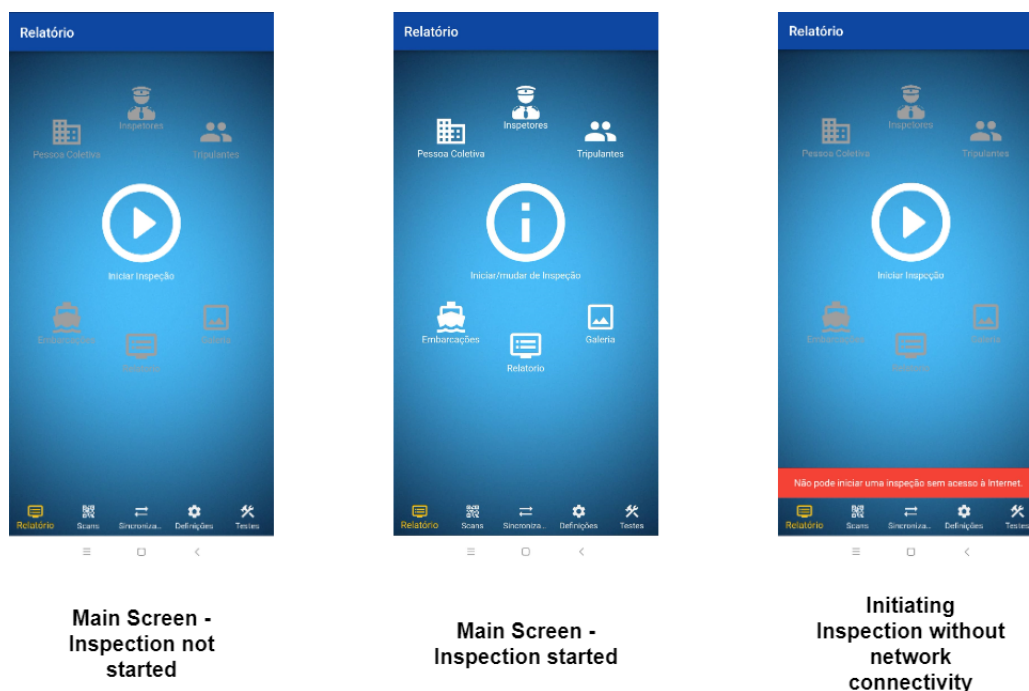 Relatório
Inspetores
Pessoa Coletiva
Tripulantes
Iniciar Inspeção
Embarcações
Galeria
Relatorio
Relatório
Scans
Sincroniza...
Definições
Testes
Main Screen -
Inspection not
started
Relatório
Inspetores
Pessoa Coletiva
Tripulantes
Iniciar/mudar de Inspeção
Embarcações
Galeria
Relatorio
Relatório
Scans
Sincroniza...
Definições
Testes
Main Screen -
Inspection started
Relatório
Inspetores
Pessoa Coletiva
Tripulantes
Iniciar Inspeção
Embarcações
Galeria
Relatorio
Não pode iniciar uma inspeção sem acesso à Internet.
Relatório
Scans
Sincroniza...
Definições
Testes
Initiating
Inspection without
network
connectivity